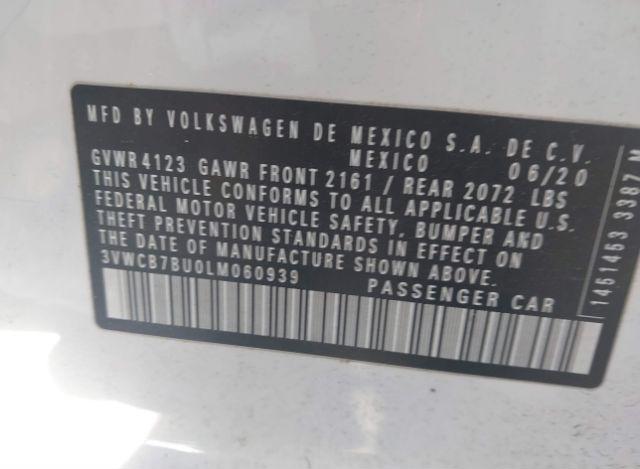 MFD BY VOLKSWAGEN DE MEXICO S.A. DE C.V.
MEXICO 06/20
GVWR 4123 GAWR FRONT 2161 / REAR 2072 LBS
THIS VEHICLE CONFORMS TO ALL APPLICABLE U.S.
FEDERAL MOTOR VEHICLE SAFETY, BUMPER AND
THEFT PREVENTION STANDARDS IN EFFECT ON
THE DATE OF MANUFACTURE SHOWN ABOVE.
3VWCB7BU0LM060939 PASSENGER CAR
1451453 3387 M